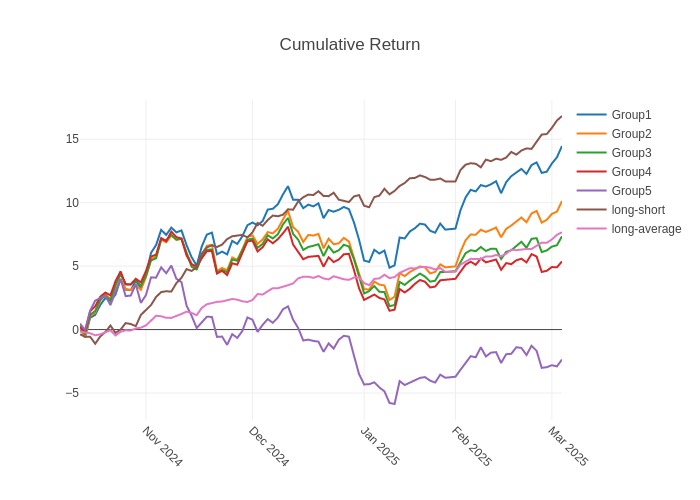 Cumulative Return
15
10
5
0
−5
Nov 2024
Dec 2024
Jan 2025
Feb 2025
Mar 2025
Group1
Group2
Group3
Group4
Group5
long-short
long-average